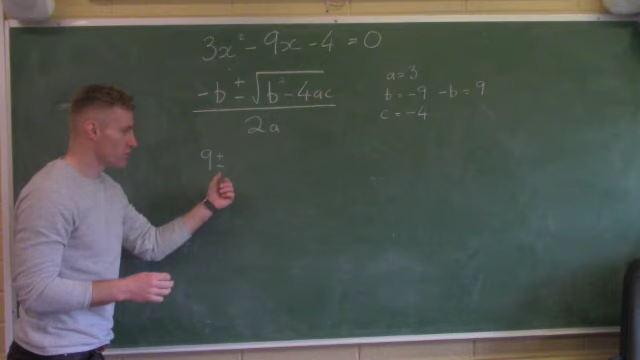 3x² - 9x - 4 = 0
-b ± √b² - 4ac
2a
a = 3
b = -9 -b = 9
c = -4
9 ±